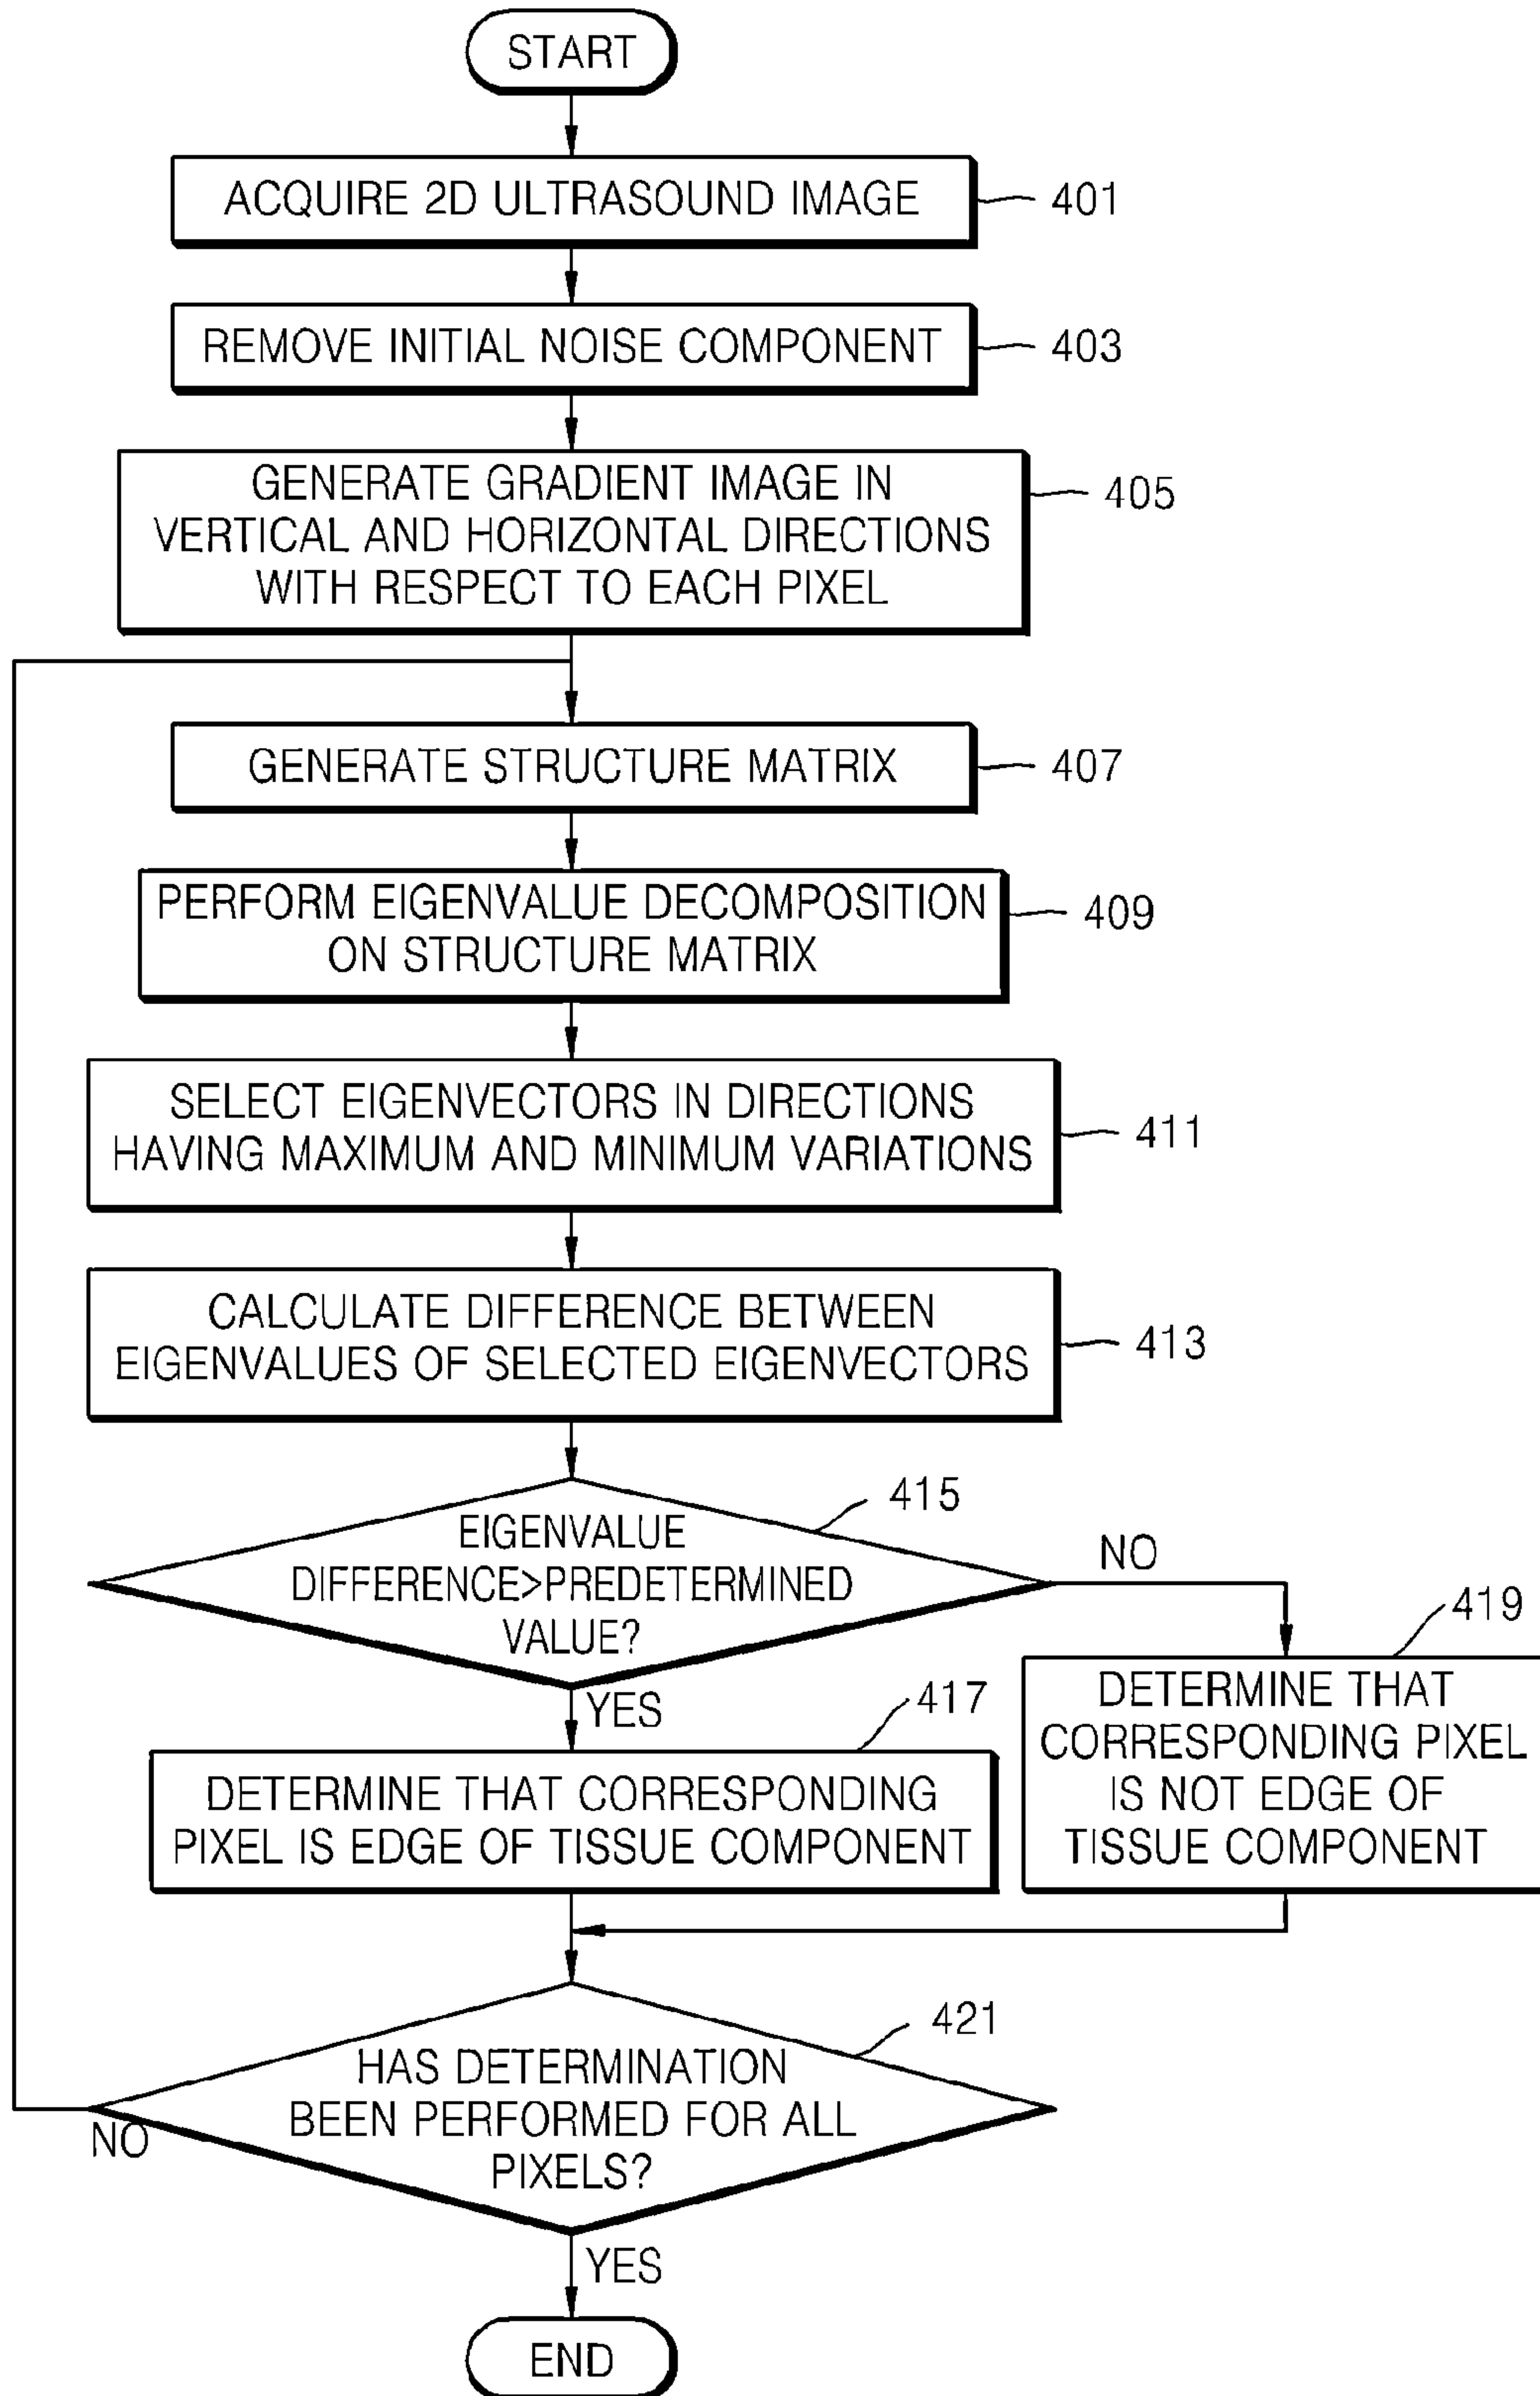 START
ACQUIRE 2D ULTRASOUND IMAGE
401
REMOVE INITIAL NOISE COMPONENT
403
GENERATE GRADIENT IMAGE IN
VERTICAL AND HORIZONTAL DIRECTIONS
WITH RESPECT TO EACH PIXEL
405
GENERATE STRUCTURE MATRIX
407
PERFORM EIGENVALUE DECOMPOSITION
ON STRUCTURE MATRIX
409
SELECT EIGENVECTORS IN DIRECTIONS
HAVING MAXIMUM AND MINIMUM VARIATIONS
411
CALCULATE DIFFERENCE BETWEEN
EIGENVALUES OF SELECTED EIGENVECTORS
413
415
EIGENVALUE
DIFFERENCE>PREDETERMINED
VALUE?
NO
YES
417
DETERMINE THAT CORRESPONDING
PIXEL IS EDGE OF TISSUE COMPONENT
419
DETERMINE THAT
CORRESPONDING PIXEL
IS NOT EDGE OF
TISSUE COMPONENT
421
HAS DETERMINATION
BEEN PERFORMED FOR ALL
PIXELS?
NO
YES
END